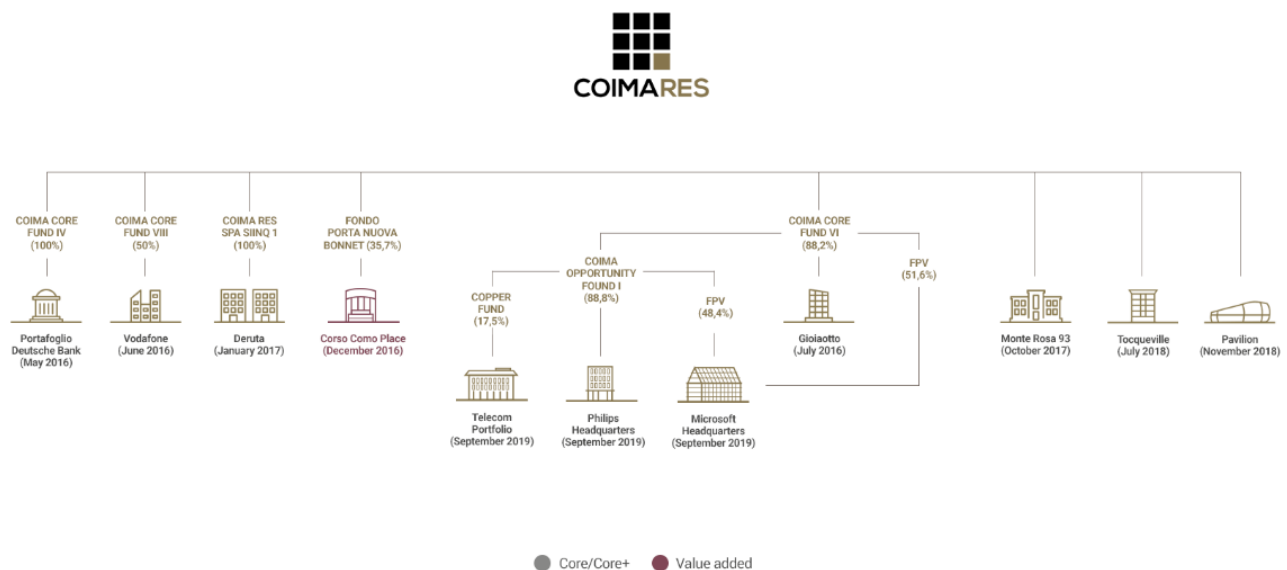 COIMARES
COIMA CORE
FUND IV
(100%)
COIMA CORE
FUND VIII
(50%)
COIMA RES
SPA SIINQ 1
(100%)
FONDO
PORTA NUOVA
BONNET (35,7%)
COIMA CORE
FUND VI
(88,2%)
COIMA
OPPORTUNITY
FOUND I
(88,8%)
FPV
(51,6%)
COPPER
FUND
(17,5%)
FPV
(48,4%)
Portafoglio
Deutsche Bank
(May 2016)
Vodafone
(June 2016)
Deruta
(January 2017)
Corso Como Place
(December 2016)
Gioiaotto
(July 2016)
Monte Rosa 93
(October 2017)
Tocqueville
(July 2018)
Pavilion
(November 2018)
Telecom
Portfolio
(September 2019)
Philips
Headquarters
(September 2019)
Microsoft
Headquarters
(September 2019)
Core/Core+
Value added